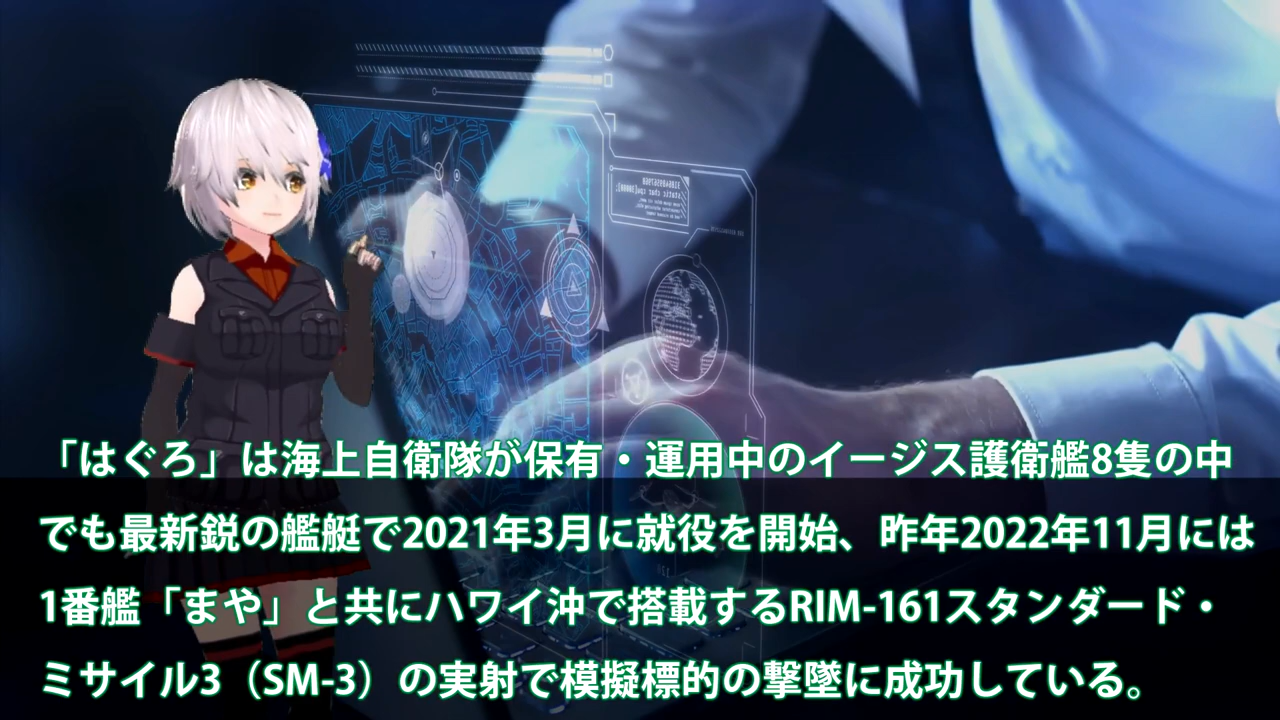 「はぐろ」は海上自衛隊が保有・運用中のイージス護衛艦8隻の中
でも最新鋭の艦艇で2021年3月に就役を開始、昨年2022年11月には
1番艦「まや」と共にハワイ沖で搭載するRIM-161スタンダード・
ミサイル3（SM-3）の実射で模擬標的の撃墜に成功している。